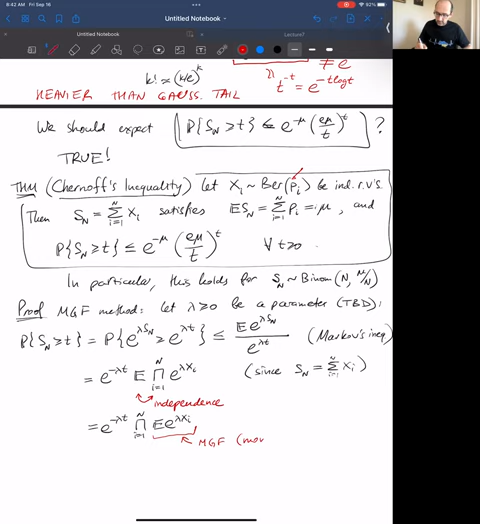 8:42 AM Fri Sep 16
92%
Untitled Notebook
Untitled Notebook
Lecture7
k! ≈ (k/e)^k
≠ e
HEAVIER THAN GAUSS. TAIL
t^{-t} = e^{-t log t}
We should expect P{S_N ≥ t} ≤ e^{-μ} (eμ/t)^t ?
TRUE!
THM (Chernoff's Inequality) Let X_i ~ Ber(p_i) be ind. r.v's.
Then S_N = Σ_{i=1}^N X_i satisfies E S_N = Σ_{i=1}^N p_i =: μ, and
P{S_N ≥ t} ≤ e^{-μ} (eμ/t)^t ∀ t>0.
In particular, this holds for S_N ~ Binom(N, μ/N)
Proof MGF method: Let λ≥0 be a parameter (TBD):
P{S_N ≥ t} = P{e^{λS_N} ≥ e^{λt}} ≤ E e^{λS_N} / e^{λt} (Markov's ineq)
= e^{-λt} E ∏_{i=1}^N e^{λX_i} (since S_N = Σ_{i=1}^N X_i)
independence
= e^{-λt} ∏_{i=1}^N E e^{λX_i}
MGF (mom